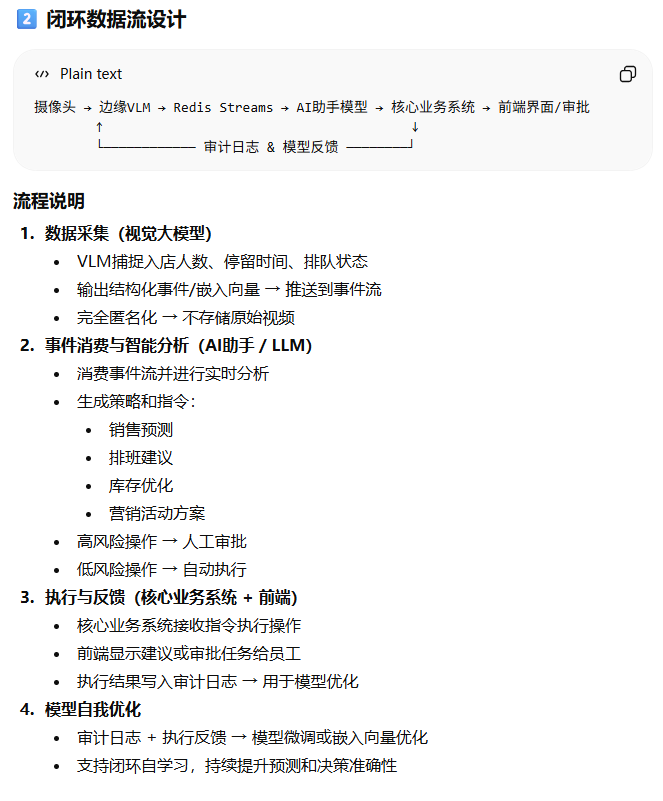 2 闭环数据流设计
Plain text
摄像头 → 边缘VLM → Redis Streams → AI助手模型 → 核心业务系统 → 前端界面/审批
↑ ↓
└──────────── 审计日志 & 模型反馈 ────────┘
流程说明
1. 数据采集（视觉大模型）
• VLM捕捉入店人数、停留时间、排队状态
• 输出结构化事件/嵌入向量 → 推送到事件流
• 完全匿名化 → 不存储原始视频
2. 事件消费与智能分析（AI助手 / LLM）
• 消费事件流并进行实时分析
• 生成策略和指令：
• 销售预测
• 排班建议
• 库存优化
• 营销活动方案
• 高风险操作 → 人工审批
• 低风险操作 → 自动执行
3. 执行与反馈（核心业务系统 + 前端）
• 核心业务系统接收指令执行操作
• 前端显示建议或审批任务给员工
• 执行结果写入审计日志 → 用于模型优化
4. 模型自我优化
• 审计日志 + 执行反馈 → 模型微调或嵌入向量优化
• 支持闭环自学习，持续提升预测和决策准确性